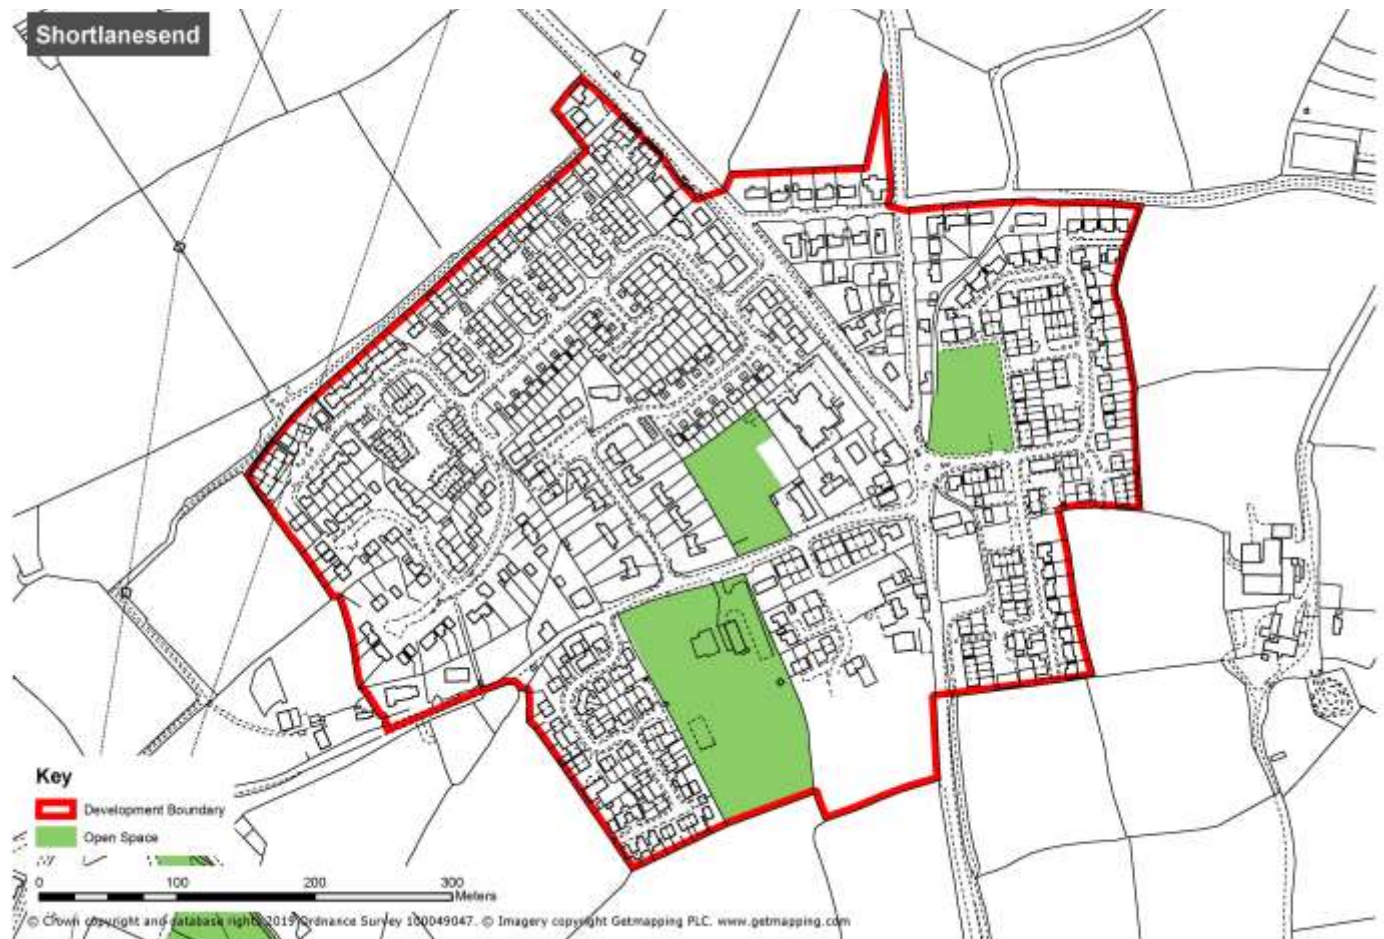 Shortlanesend
Key
Development Boundary
Open Space
0 100 200 300
Meters
© Crown copyright and database rights 2019 Ordnance Survey 100049047. © Imagery copyright Getmapping PLC. www.getmapping.com